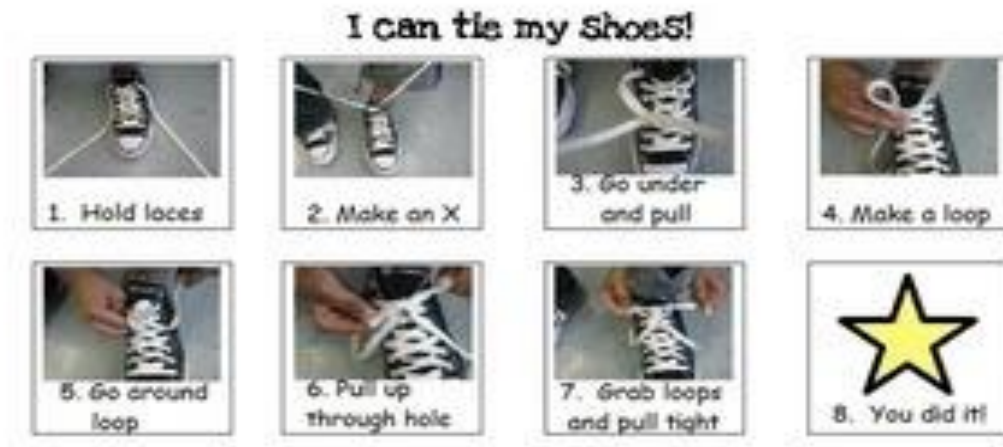 I can tie my shoes!
1. Hold laces
2. Make an X
3. Go under
and pull
4. Make a loop
5. Go around
loop
6. Pull up
through hole
7. Grab loops
and pull tight
8. You did it!